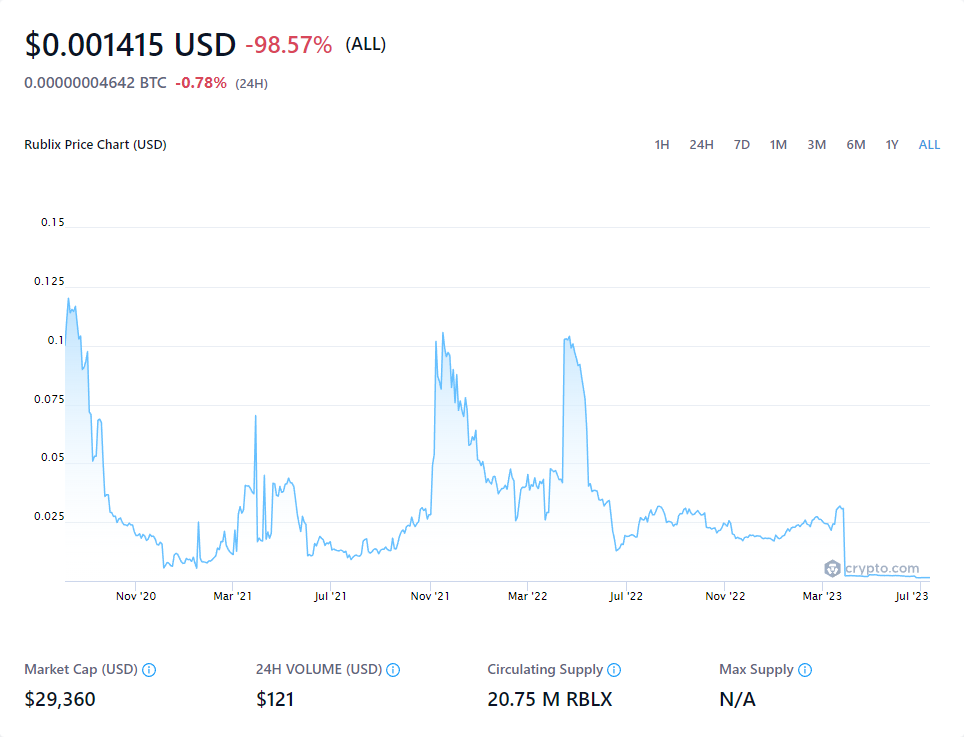 $0.001415 USD -98.57% (ALL)
0.00000004642 BTC -0.78% (24H)
Rublix Price Chart (USD) 1H 24H 7D 1M 3M 6M 1Y ALL
0.15
0.125
0.1
0.075
0.05
0.025
crypto.com
Nov '20 Mar '21 Jul '21 Nov '21 Mar '22 Jul '22 Nov '22 Mar '23 Jul '23
Market Cap (USD) 24H VOLUME (USD) Circulating Supply Max Supply
$29,360 $121 20.75 M RBLX N/A